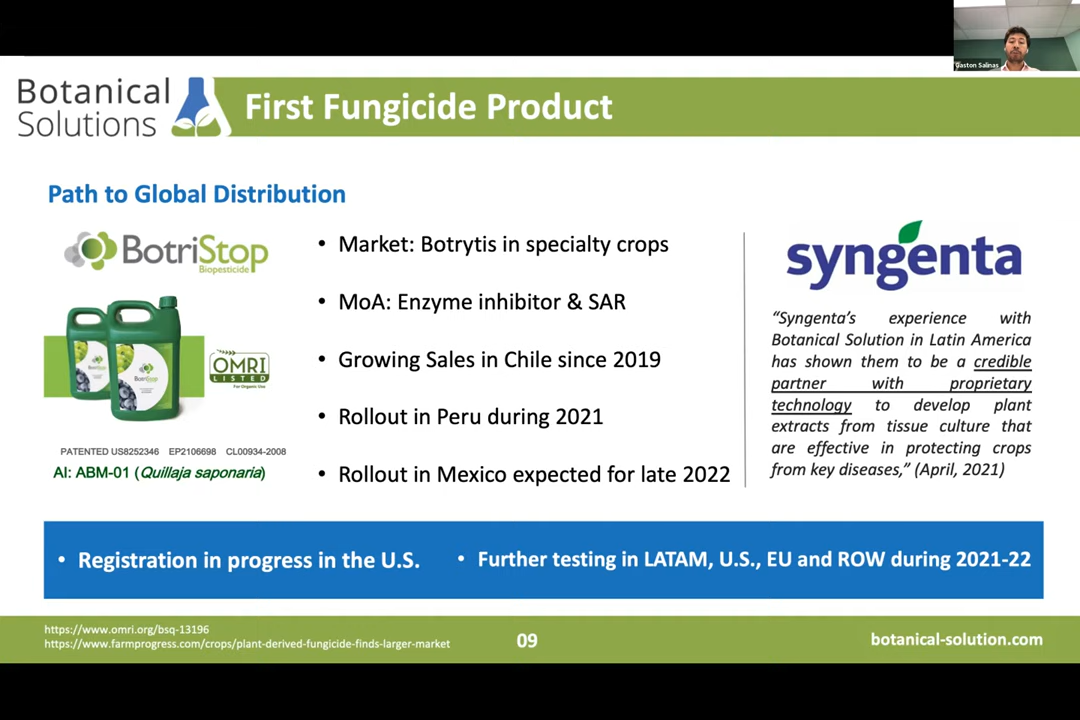 Gaston Salinas
Botanical
Solutions
First Fungicide Product
Path to Global Distribution
BotriStop
Biopesticide
OMRI
LISTED
For Organic Use
BotriStop
PATENTED US8252346 EP2106698 CL00934-2008
AI: ABM-01 (Quillaja saponaria)
• Market: Botrytis in specialty crops
• MoA: Enzyme inhibitor & SAR
• Growing Sales in Chile since 2019
• Rollout in Peru during 2021
• Rollout in Mexico expected for late 2022
syngenta
“Syngenta’s experience with
Botanical Solution in Latin America
has shown them to be a credible
partner with proprietary
technology to develop plant
extracts from tissue culture that
are effective in protecting crops
from key diseases,” (April, 2021)
• Registration in progress in the U.S.
• Further testing in LATAM, U.S., EU and ROW during 2021-22
https://www.omri.org/bsq-13196
https://www.farmprogress.com/crops/plant-derived-fungicide-finds-larger-market
09
botanical-solution.com